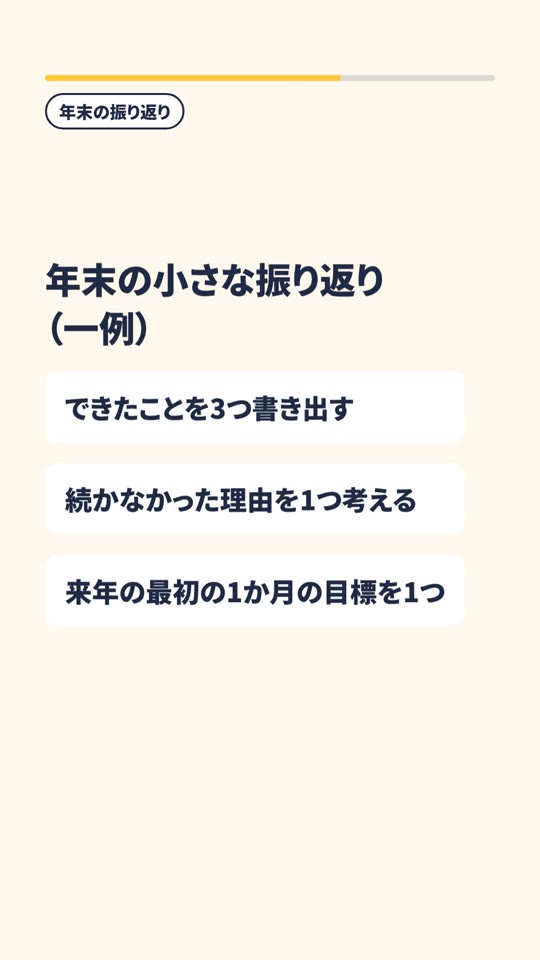 年末の振り返り
年末の小さな振り返り
（一例）
できたことを3つ書き出す
続かなかった理由を1つ考える
来年の最初の1か月の目標を1つ